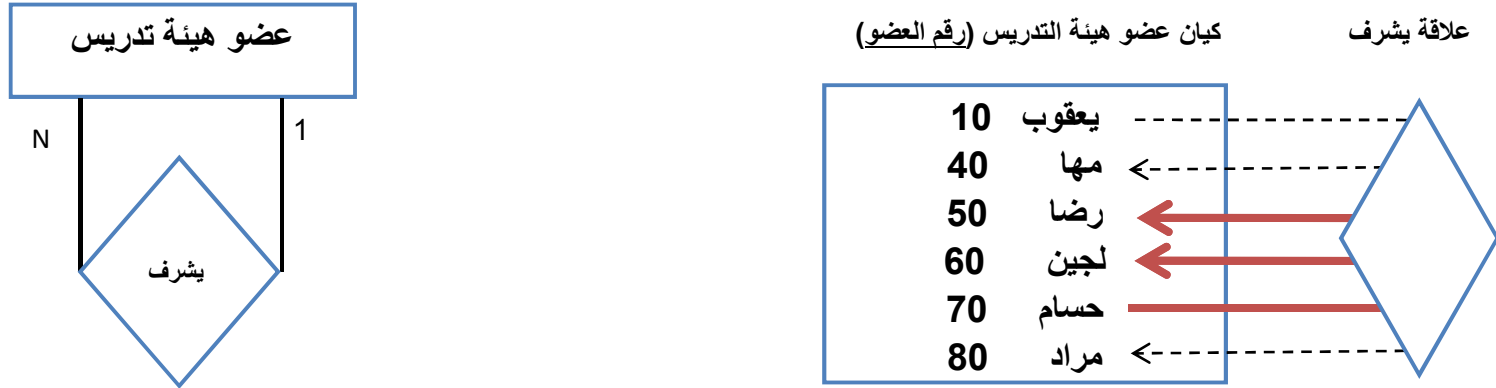 عضو هيئة تدريس
N
1
يشرف
علاقة يشرف
كيان عضو هيئة التدريس (رقم العضو)
يعقوب 10
مها 40
رضا 50
لجين 60
حسام 70
مراد 80